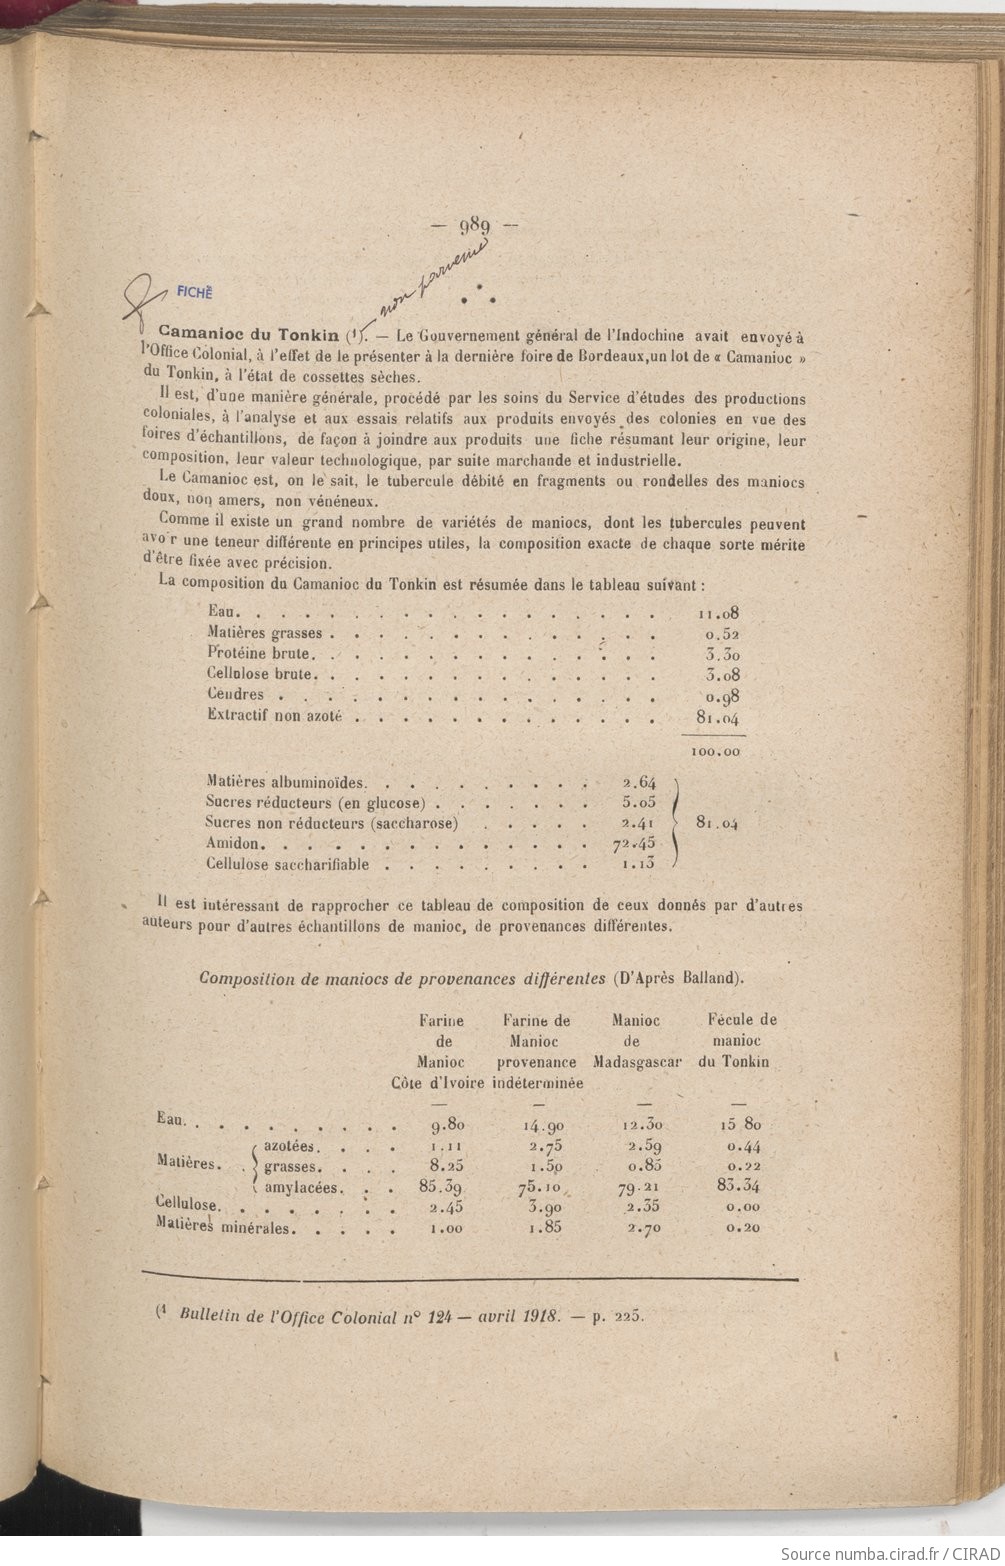 — 989 —
non parvenu
FICHE
Camanioc du Tonkin (1). — Le Gouvernement général de l'Indochine avait envoyé à
l'Office Colonial, à l'effet de le présenter à la dernière foire de Bordeaux, un lot de « Camanioc »
du Tonkin, à l'état de cossettes sèches.
Il est, d'une manière générale, procédé par les soins du Service d'études des productions
coloniales, à l'analyse et aux essais relatifs aux produits envoyés des colonies en vue des
foires d'échantillons, de façon à joindre aux produits une fiche résumant leur origine, leur
composition, leur valeur technologique, par suite marchande et industrielle.
Le Camanioc est, on le sait, le tubercule débité en fragments ou rondelles des maniocs
doux, non amers, non vénéneux.
Comme il existe un grand nombre de variétés de maniocs, dont les tubercules peuvent
avoir une teneur différente en principes utiles, la composition exacte de chaque sorte mérite
d'être fixée avec précision.
La composition du Camanioc du Tonkin est résumée dans le tableau suivant :
Eau. . . . . . . . . . . . . . . . . . 11.08
Matières grasses . . . . . . . . . . . . . . 0.52
Protéine brute. . . . . . . . . . . . . . . 3.30
Cellulose brute. . . . . . . . . . . . . . . 3.08
Cendres . . . . . . . . . . . . . . . . 0.98
Extractif non azoté . . . . . . . . . . . . . 81.04
100.00
Matières albuminoïdes. . . . . . . . . . 2.64
Sucres réducteurs (en glucose) . . . . . . . 5.05
Sucres non réducteurs (saccharose) . . . . . 2.41 81.04
Amidon. . . . . . . . . . . . . . 72.45
Cellulose saccharifiable . . . . . . . . . 1.13
Il est intéressant de rapprocher ce tableau de composition de ceux donnés par d'autres
auteurs pour d'autres échantillons de manioc, de provenances différentes.
Composition de maniocs de provenances différentes (D'Après Balland).
Farine Farine de Manioc Fécule de
de Manioc de manioc
Manioc provenance Madagascar du Tonkin
Côte d'Ivoire indéterminée
— — — —
Eau. . . . . . . . . . 9.80 14.90 12.30 15 80
azotées. . . . 1.11 2.75 2.59 0.44
Matières. . grasses. . . . 8.25 1.50 0.85 0.22
amylacées. . . 85.39 75.10 79.21 83.34
Cellulose. . . . . . . . 2.45 3.90 2.35 0.00
Matières minérales. . . . . 1.00 1.85 2.70 0.20
(1 Bulletin de l'Office Colonial n° 124 — avril 1918. — p. 225.
Source numba.cirad.fr / CIRAD